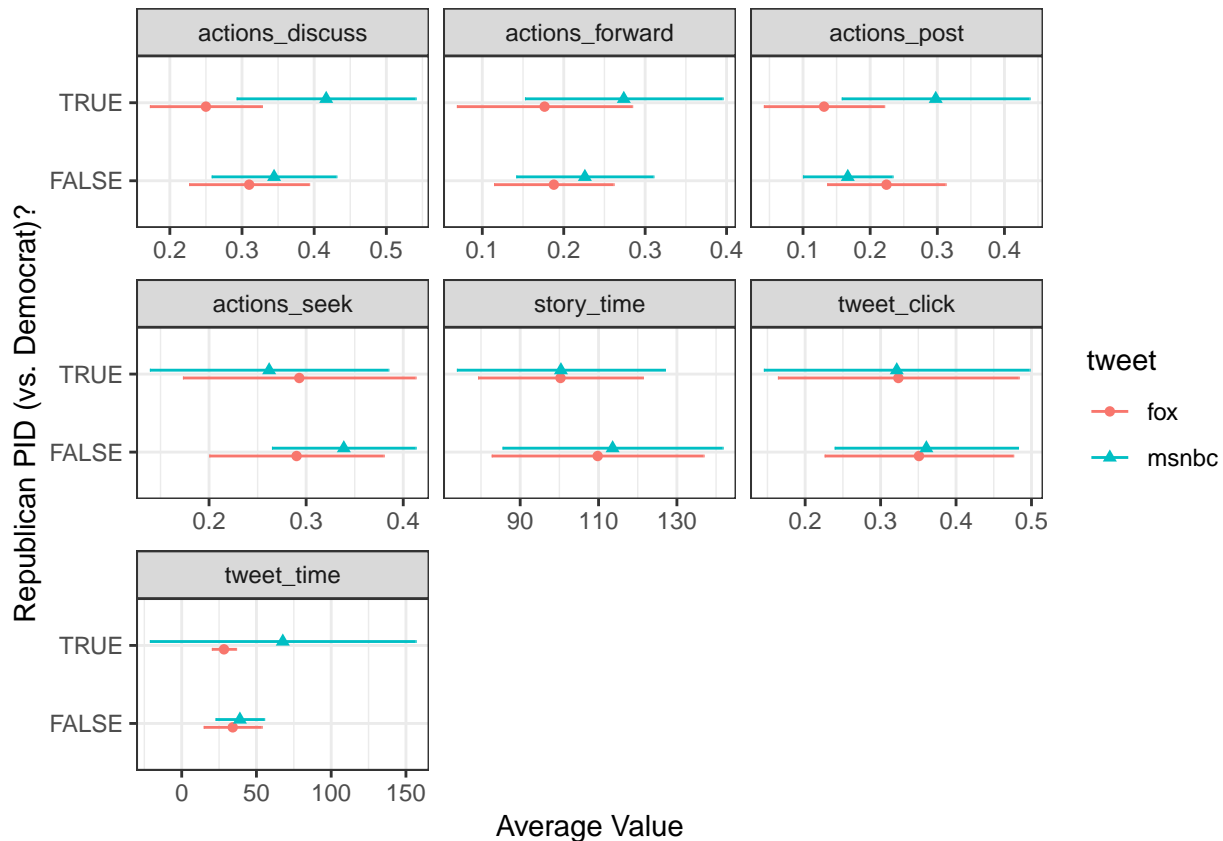 actions_discuss actions_forward actions_post
TRUE
FALSE
0.2 0.3 0.4 0.5 0.1 0.2 0.3 0.4 0.1 0.2 0.3 0.4
actions_seek story_time tweet_click
TRUE
FALSE
0.2 0.3 0.4 90 110 130 0.2 0.3 0.4 0.5
tweet_time
TRUE
FALSE
0 50 100 150
Average Value
Republican PID (vs. Democrat)?
tweet
fox
msnbc